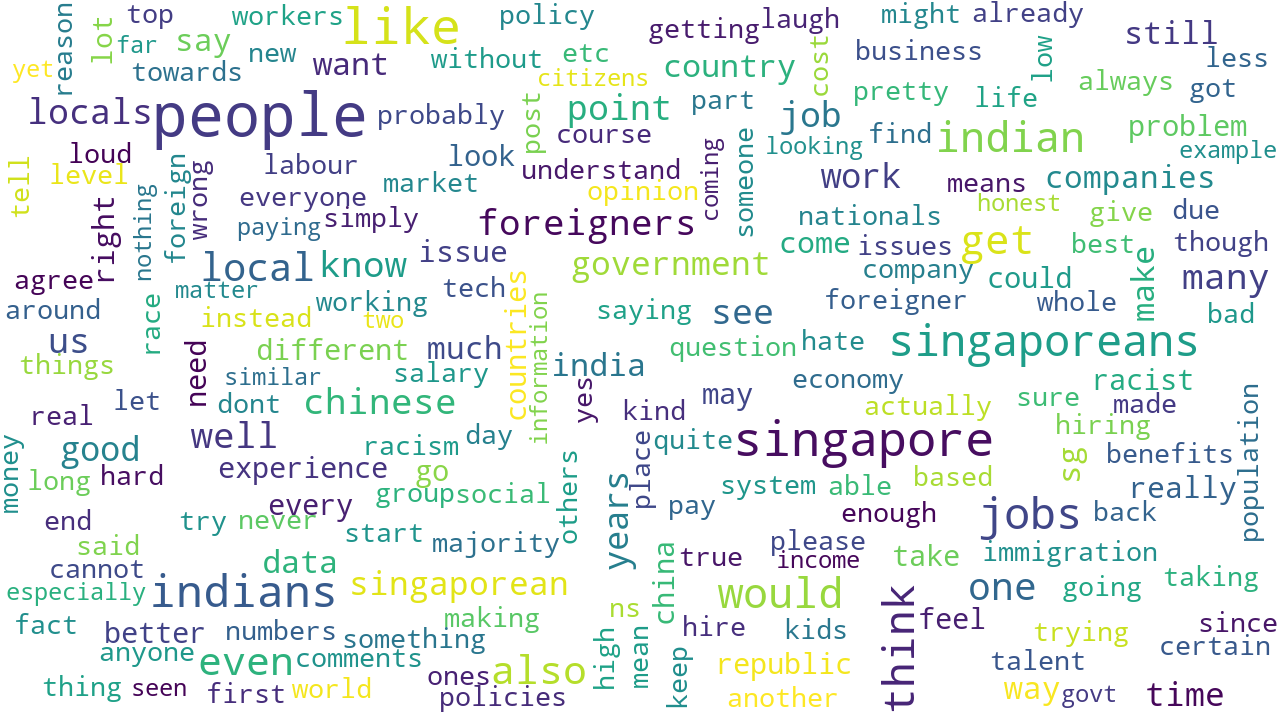 top
workers
like
policy
getting
laugh
might
already
still
reason
lot
far
say
new
want
without
etc
citizens
country
cost
business
low
less
yet
towards
always
got
locals
people
probably
post
point
part
job
pretty
life
course
find
indian
problem
example
loud
labour
look
understand
coming
someone
looking
tell
level
nothing
foreign
wrong
everyone
market
opinion
work
means
companies
right
paying
simply
foreigners
nationals
honest
give
due
agree
local
know
issue
government
come
issues
get
best
though
matter
tech
company
could
make
many
around
race
instead
two
working
countries
information
saying
see
foreigner
whole
bad
us
things
need
different
much
india
question
hate
singaporeans
similar
salary
yes
may
economy
racist
real
let
dont
chinese
kind
actually
sure
made
money
good
well
racism
day
place
quite
singapore
hiring
population
long
hard
experience
go
sg
benefits
every
group
social
others
years
system
able
based
really
end
try
never
start
pay
enough
jobs
back
said
majority
china
true
please
income
take
immigration
cannot
data
especially
indians
singaporean
would
think
one
going
taking
fact
better
numbers
making
something
ns
hire
kids
feel
trying
since
anyone
even
comments
also
high
mean
keep
republic
talent
certain
thing
seen
first
world
ones
policies
another
way
govt
time